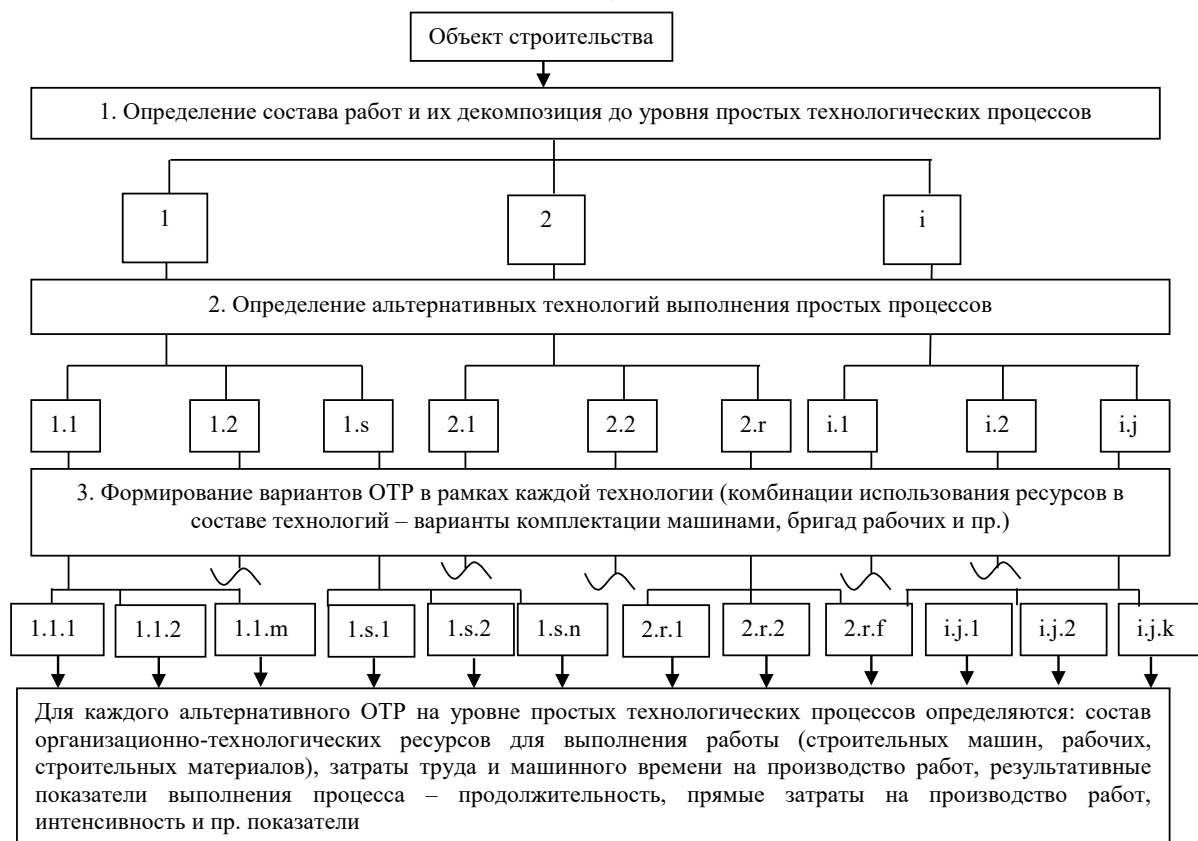 Объект строительства
1. Определение состава работ и их декомпозиция до уровня простых технологических процессов
1
2
i
2. Определение альтернативных технологий выполнения простых процессов
1.1
1.2
1.s
2.1
2.2
2.r
i.1
i.2
i.j
3. Формирование вариантов ОТР в рамках каждой технологии (комбинации использования ресурсов в
составе технологий – варианты комплектации машинами, бригад рабочих и пр.)
1.1.1
1.1.2
1.1.m
1.s.1
1.s.2
1.s.n
2.r.1
2.r.2
2.r.f
i.j.1
i.j.2
i.j.k
Для каждого альтернативного ОТР на уровне простых технологических процессов определяются: состав
организационно-технологических ресурсов для выполнения работы (строительных машин, рабочих,
строительных материалов), затраты труда и машинного времени на производство работ, результативные
показатели выполнения процесса – продолжительность, прямые затраты на производство работ,
интенсивность и пр. показатели